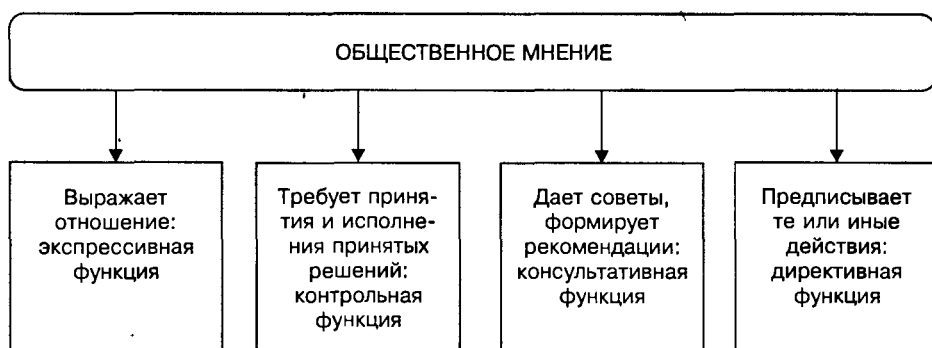 ОБЩЕСТВЕННОЕ МНЕНИЕ
Выражает
отношение:
экспрессивная
функция
Требует приня-
тия и исполне-
ния принятых
решений:
контрольная
функция
Дает советы,
формирует
рекомендации:
консультативная
функция
Предписывает
те или иные
действия:
директивная
функция